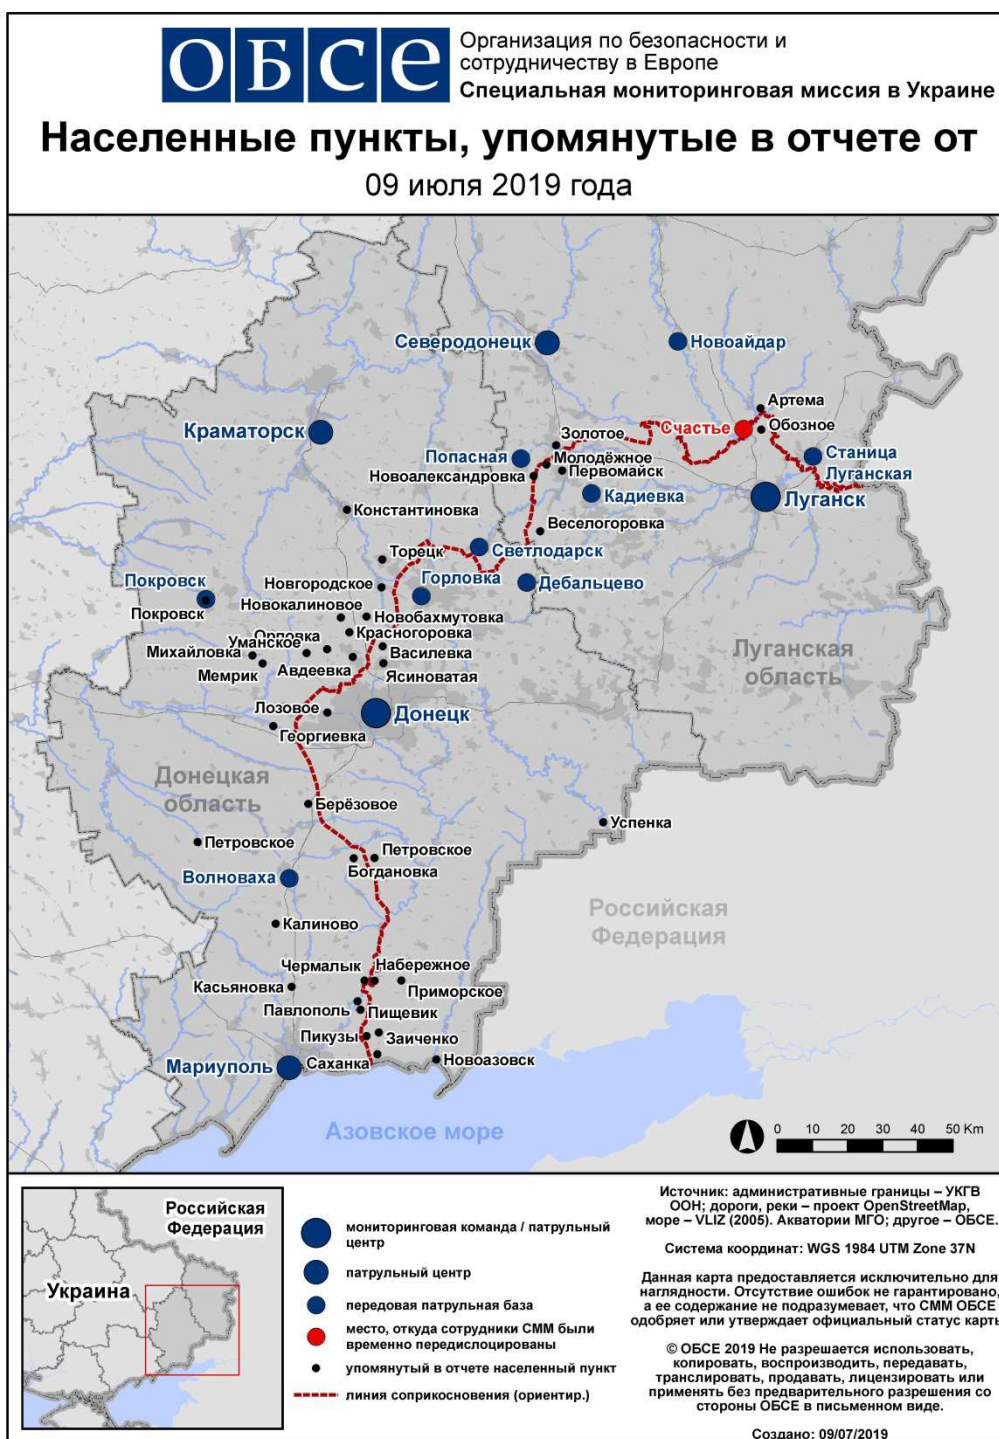 ОБСЕ
Организация по безопасности и
сотрудничеству в Европе
Специальная мониторинговая миссия в Украине
Населенные пункты, упомянутые в отчете от
09 июля 2019 года
Северодонецк
Новоайдар
Артема
Счастье
Обозное
Краматорск
Золотое
Станица
Луганская
Попасная
Молодёжное
Первомайск
Новоалександровка
Кадиевка
Луганск
Константиновка
Веселогоровка
Торецк
Светлодарск
Покровск
Новгородское
Горловка
Дебальцево
Покровск
Новокалиновое
Новобахмутовка
Орловка
Красногоровка
Уманское
Михайловка
Василевка
Луганская
область
Мемрик
Авдеевка
Ясиноватая
Лозовое
Донецк
Георгиевка
Донецкая
область
Берёзовое
Успенка
Петровское
Петровское
Богдановка
Волноваха
Российская
Федерация
Калиново
Чермалык
Набережное
Касьяновка
Приморское
Павлополь
Пищевик
Пикузы
Заиченко
Мариуполь
Саханка
Новоазовск
Азовское море
0 10 20 30 40 50 Km
Российская
Федерация
Украина
мониторинговая команда / патрульный
центр
патрульный центр
передовая патрульная база
место, откуда сотрудники СММ были
временно передислоцированы
упомянутый в отчете населенный пункт
линия соприкосновения (ориентир.)
Источник: административные границы – УКГВ
ООН; дороги, реки – проект OpenStreetMap,
море – VLIZ (2005). Акватории МГО; другое – ОБСЕ.
Система координат: WGS 1984 UTM Zone 37N
Данная карта предоставляется исключительно для
наглядности. Отсутствие ошибок не гарантировано,
а ее содержание не подразумевает, что СММ ОБСЕ
одобряет или утверждает официальный статус карты
© ОБСЕ 2019 Не разрешается использовать,
копировать, воспроизводить, передавать,
транслировать, продавать, лицензировать или
применять без предварительного разрешения со
стороны ОБСЕ в письменном виде.
Создано: 09/07/2019